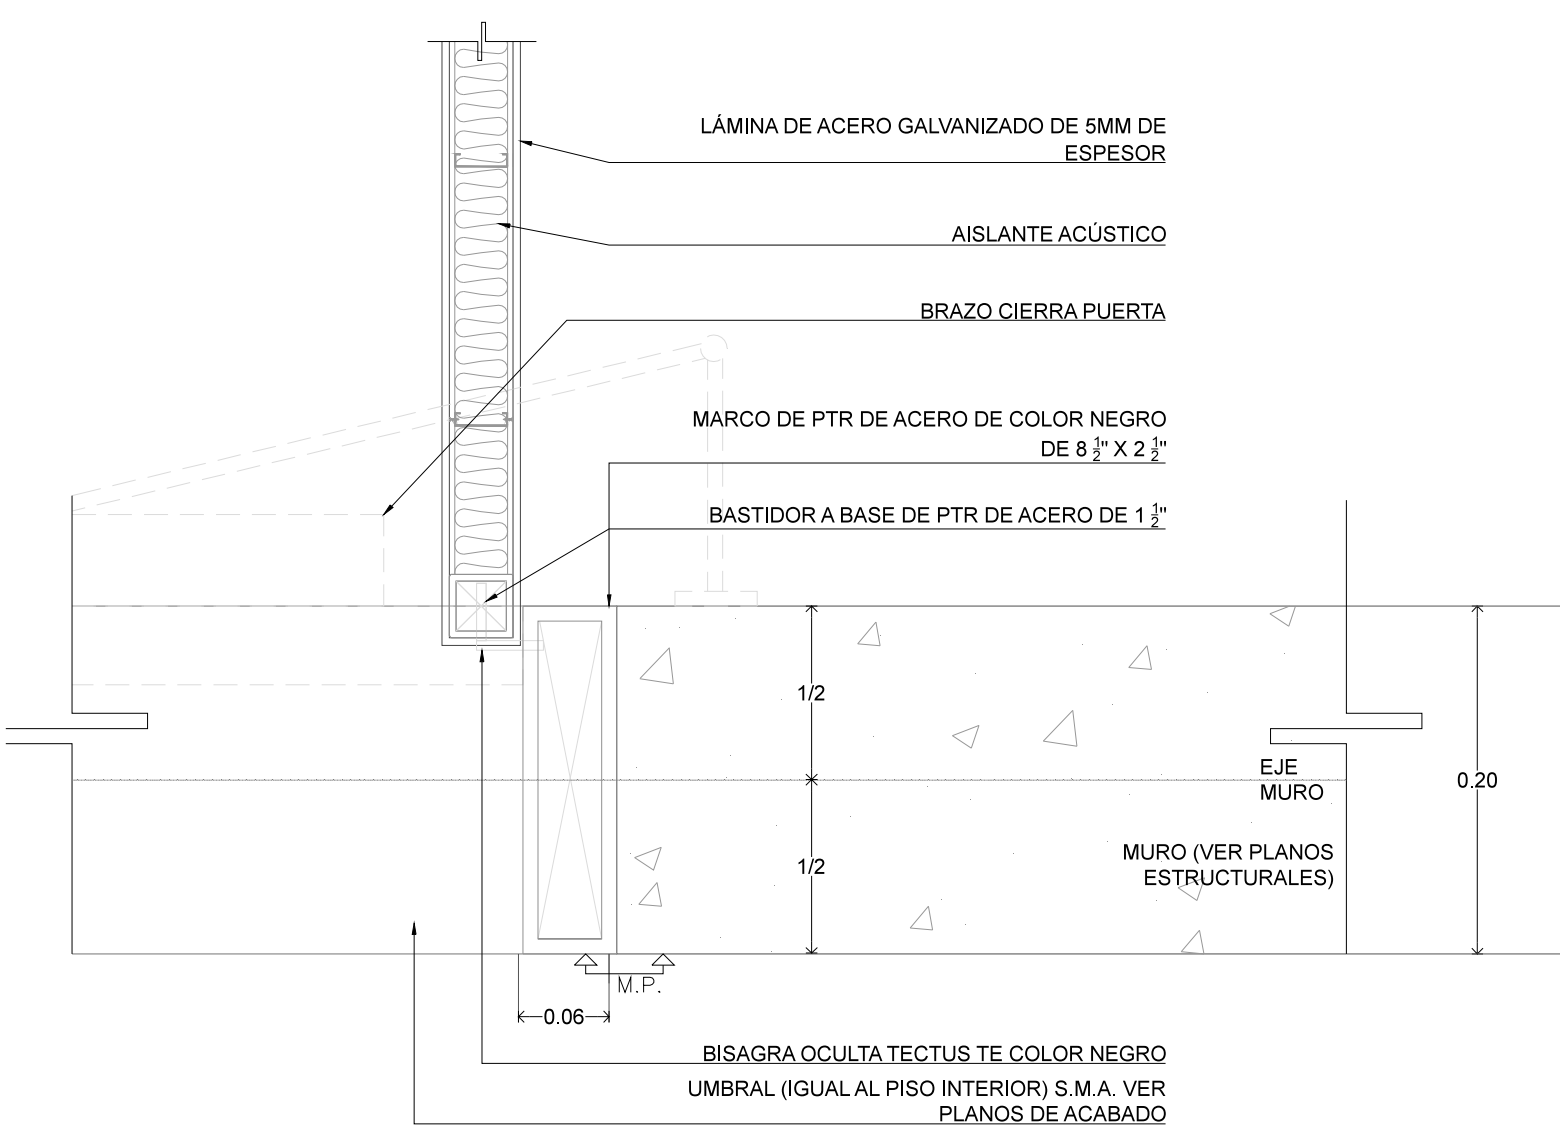 LÁMINA DE ACERO GALVANIZADO DE 5MM DE
ESPESOR
AISLANTE ACÚSTICO
BRAZO CIERRA PUERTA
MARCO DE PTR DE ACERO DE COLOR NEGRO
DE 8 ½" X 2 ½"
BASTIDOR A BASE DE PTR DE ACERO DE 1 ½"
1/2
EJE
MURO
0.20
MURO (VER PLANOS
ESTRUCTURALES)
1/2
M.P.
0.06
BISAGRA OCULTA TECTUS TE COLOR NEGRO
UMBRAL (IGUAL AL PISO INTERIOR) S.M.A. VER
PLANOS DE ACABADO